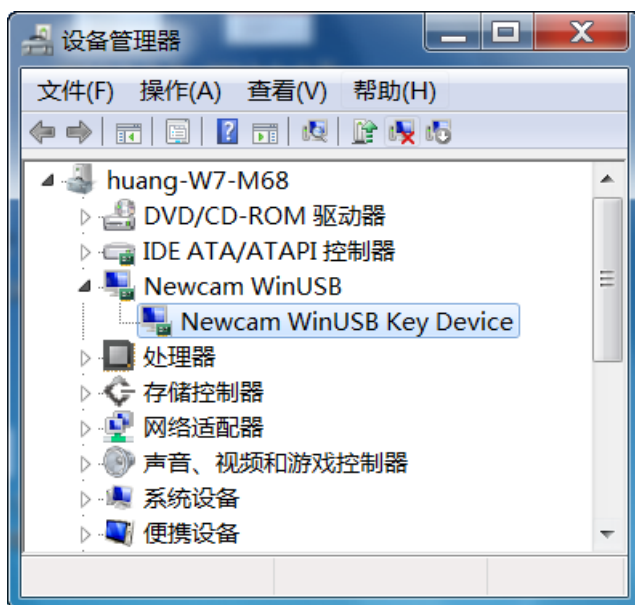 设备管理器
文件(F) 操作(A) 查看(V) 帮助(H)
huang-W7-M68
DVD/CD-ROM 驱动器
IDE ATA/ATAPI 控制器
Newcam WinUSB
Newcam WinUSB Key Device
处理器
存储控制器
网络适配器
声音、视频和游戏控制器
系统设备
便携设备